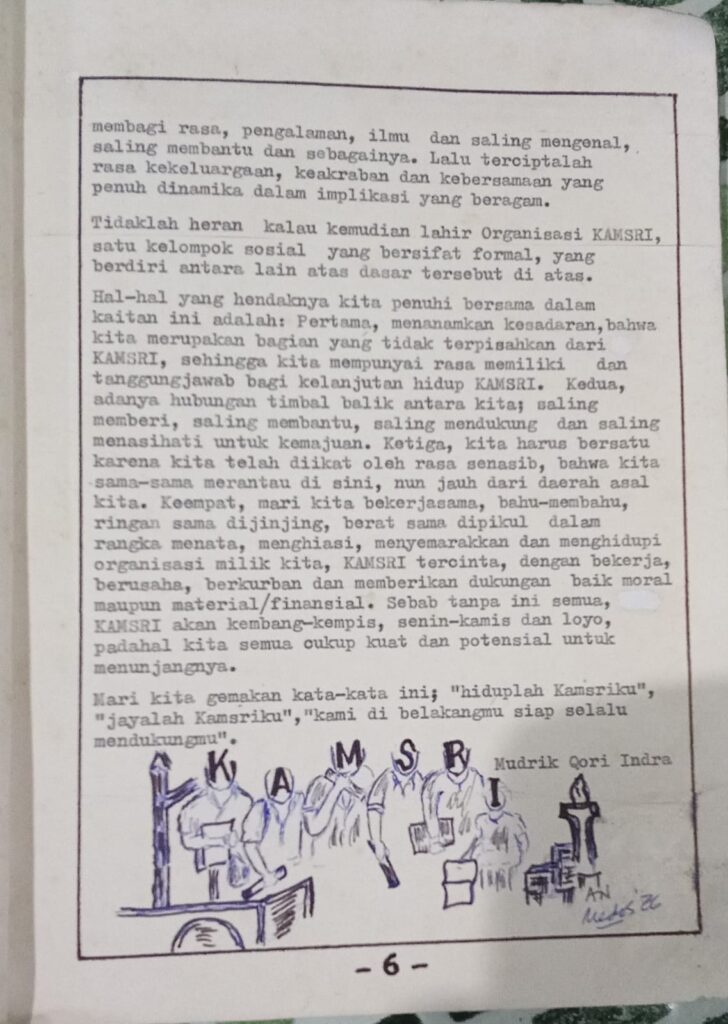 membagi rasa, pengalaman, ilmu dan saling mengenal,
saling membantu dan sebagainya. Lalu terciptalah
rasa kekeluargaan, keakraban dan kebersamaan yang
penuh dinamika dalam implikasi yang beragam.
Tidaklah heran kalau kemudian lahir Organisasi KAMSRI,
satu kelompok sosial yang bersifat formal, yang
berdiri antara lain atas dasar tersebut di atas.
Hal-hal yang hendaknya kita penuhi bersama dalam
kaitan ini adalah: Pertama, menanamkan kesadaran,bahwa
kita merupakan bagian yang tidak terpisahkan dari
KAMSRI, sehingga kita mempunyai rasa memiliki dan
tanggungjawab bagi kelanjutan hidup KAMSRI. Kedua,
adanya hubungan timbal balik antara kita; saling
memberi, saling membantu, saling mendukung dan saling
menasihati untuk kemajuan. Ketiga, kita harus bersatu
karena kita telah diikat oleh rasa senasib, bahwa kita
sama-sama merantau di sini, nun jauh dari daerah asal
kita. Keempat, mari kita bekerjasama, bahu-membahu,
ringan sama dijinjing, berat sama dipikul dalam
rangka menata, menghiasi, menyemarakkan dan menghidupi
organisasi milik kita, KAMSRI tercinta, dengan bekerja,
berusaha, berkurban dan memberikan dukungan baik moral
maupun material/finansial. Sebab tanpa ini semua,
KAMSRI akan kembang-kempis, senin-kamis dan loyo,
padahal kita semua cukup kuat dan potensial untuk
menunjangnya.
Mari kita gemakan kata-kata ini; "hiduplah Kamsriku",
"jayalah Kamsriku","kami di belakangmu siap selalu
mendukungmu".
Mudrik Qori Indra
K A M S R I
AN
- 6 -